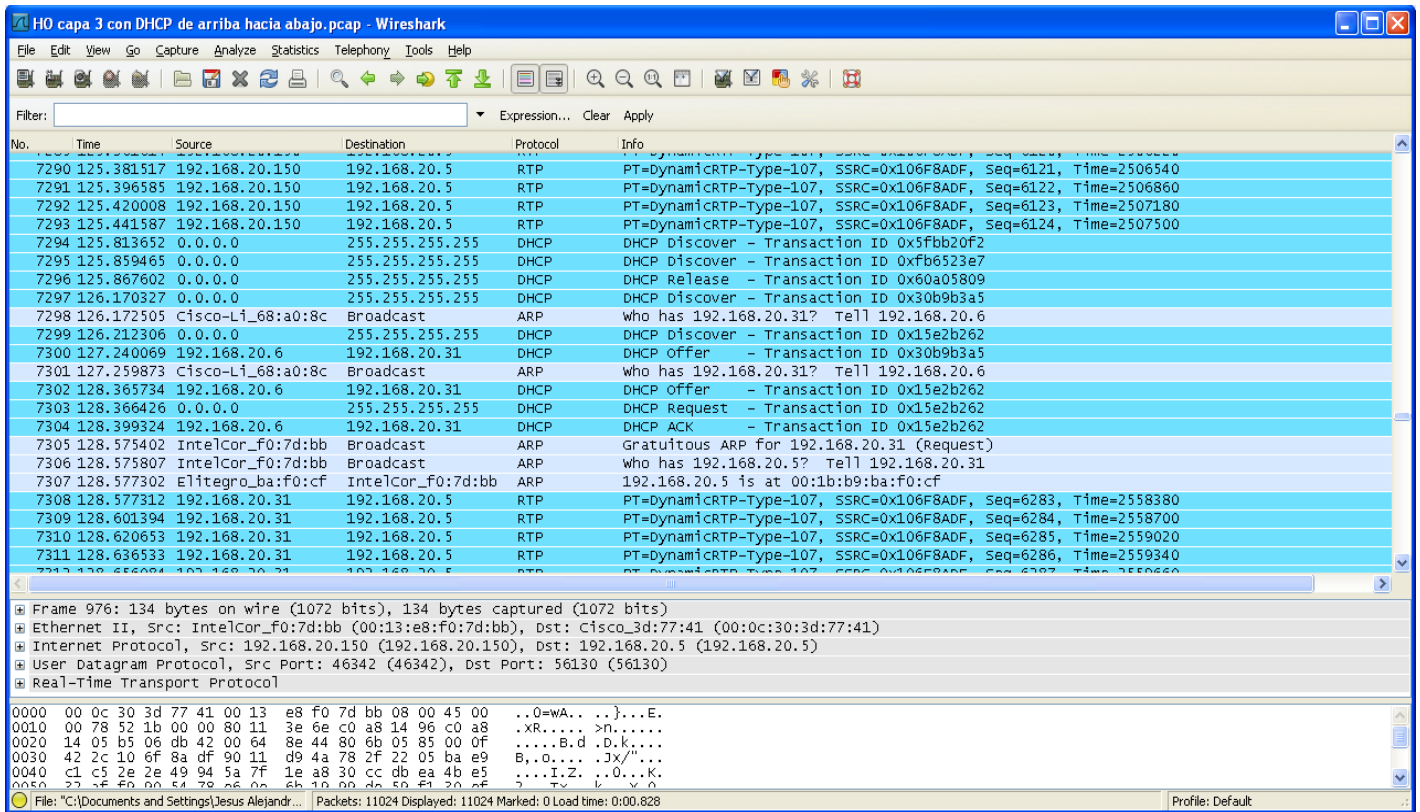 HO capa 3 con DHCP de arriba hacia abajo.pcap - Wireshark
File Edit View Go Capture Analyze Statistics Telephony Tools Help
Filter: Expression... Clear Apply
No. Time Source Destination Protocol Info
7290 125.381517 192.168.20.150 192.168.20.5 RTP PT=DynamicRTP-Type-107, SSRC=0x106F8ADF, Seq=6121, Time=2506540
7291 125.396585 192.168.20.150 192.168.20.5 RTP PT=DynamicRTP-Type-107, SSRC=0x106F8ADF, Seq=6122, Time=2506860
7292 125.420008 192.168.20.150 192.168.20.5 RTP PT=DynamicRTP-Type-107, SSRC=0x106F8ADF, Seq=6123, Time=2507180
7293 125.441587 192.168.20.150 192.168.20.5 RTP PT=DynamicRTP-Type-107, SSRC=0x106F8ADF, Seq=6124, Time=2507500
7294 125.813652 0.0.0.0 255.255.255.255 DHCP DHCP Discover - Transaction ID 0x5fbb20f2
7295 125.859465 0.0.0.0 255.255.255.255 DHCP DHCP Discover - Transaction ID 0xfb6523e7
7296 125.867602 0.0.0.0 255.255.255.255 DHCP DHCP Release - Transaction ID 0x60a05809
7297 126.170327 0.0.0.0 255.255.255.255 DHCP DHCP Discover - Transaction ID 0x30b9b3a5
7298 126.172505 Cisco-Li_68:a0:8c Broadcast ARP Who has 192.168.20.31? Tell 192.168.20.6
7299 126.212306 0.0.0.0 255.255.255.255 DHCP DHCP Discover - Transaction ID 0x15e2b262
7300 127.240069 192.168.20.6 192.168.20.31 DHCP DHCP Offer - Transaction ID 0x30b9b3a5
7301 127.259873 Cisco-Li_68:a0:8c Broadcast ARP Who has 192.168.20.31? Tell 192.168.20.6
7302 128.365734 192.168.20.6 192.168.20.31 DHCP DHCP Offer - Transaction ID 0x15e2b262
7303 128.366426 0.0.0.0 255.255.255.255 DHCP DHCP Request - Transaction ID 0x15e2b262
7304 128.399324 192.168.20.6 192.168.20.31 DHCP DHCP ACK - Transaction ID 0x15e2b262
7305 128.575402 IntelCor_f0:7d:bb Broadcast ARP Gratuitous ARP for 192.168.20.31 (Request)
7306 128.575807 IntelCor_f0:7d:bb Broadcast ARP Who has 192.168.20.5? Tell 192.168.20.31
7307 128.577302 Elitegro_ba:f0:cf IntelCor_f0:7d:bb ARP 192.168.20.5 is at 00:1b:b9:ba:f0:cf
7308 128.577312 192.168.20.31 192.168.20.5 RTP PT=DynamicRTP-Type-107, SSRC=0x106F8ADF, Seq=6283, Time=2558380
7309 128.601394 192.168.20.31 192.168.20.5 RTP PT=DynamicRTP-Type-107, SSRC=0x106F8ADF, Seq=6284, Time=2558700
7310 128.620653 192.168.20.31 192.168.20.5 RTP PT=DynamicRTP-Type-107, SSRC=0x106F8ADF, Seq=6285, Time=2559020
7311 128.636533 192.168.20.31 192.168.20.5 RTP PT=DynamicRTP-Type-107, SSRC=0x106F8ADF, Seq=6286, Time=2559340
Frame 976: 134 bytes on wire (1072 bits), 134 bytes captured (1072 bits)
Ethernet II, Src: IntelCor_f0:7d:bb (00:13:e8:f0:7d:bb), Dst: Cisco_3d:77:41 (00:0c:30:3d:77:41)
Internet Protocol, Src: 192.168.20.150 (192.168.20.150), Dst: 192.168.20.5 (192.168.20.5)
User Datagram Protocol, Src Port: 46342 (46342), Dst Port: 56130 (56130)
Real-Time Transport Protocol
0000 00 0c 30 3d 77 41 00 13 e8 f0 7d bb 08 00 45 00 ..0=wA.. ..}...E.
0010 00 78 52 1b 00 00 80 11 3e 6e c0 a8 14 96 c0 a8 .xR..... >n......
0020 14 05 b5 06 db 42 00 64 8e 44 80 6b 05 85 00 0f .....B.d .D.k....
0030 42 2c 10 6f 8a df 90 11 d9 4a 78 2f 22 05 ba e9 B,.o.... .Jx/"...
0040 c1 c5 2e 2e 49 94 5a 7f 1e a8 30 cc db ea 4b e5 ....I.Z. ..0...K.
File: "C:\Documents and Settings\Jesus Alejandr... Packets: 11024 Displayed: 11024 Marked: 0 Load time: 0:00.828 Profile: Default